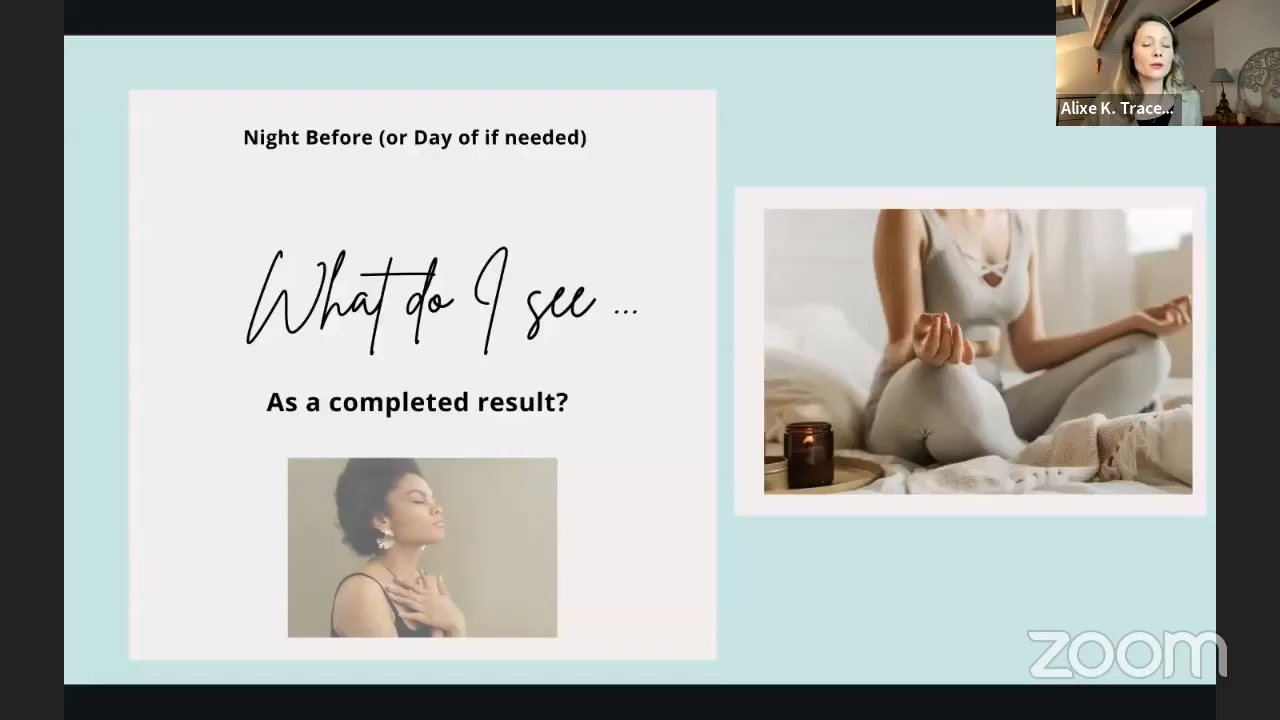 Night Before (or Day of if needed)
What do I see ...
As a completed result?
Alixe K. Trace...
zoom